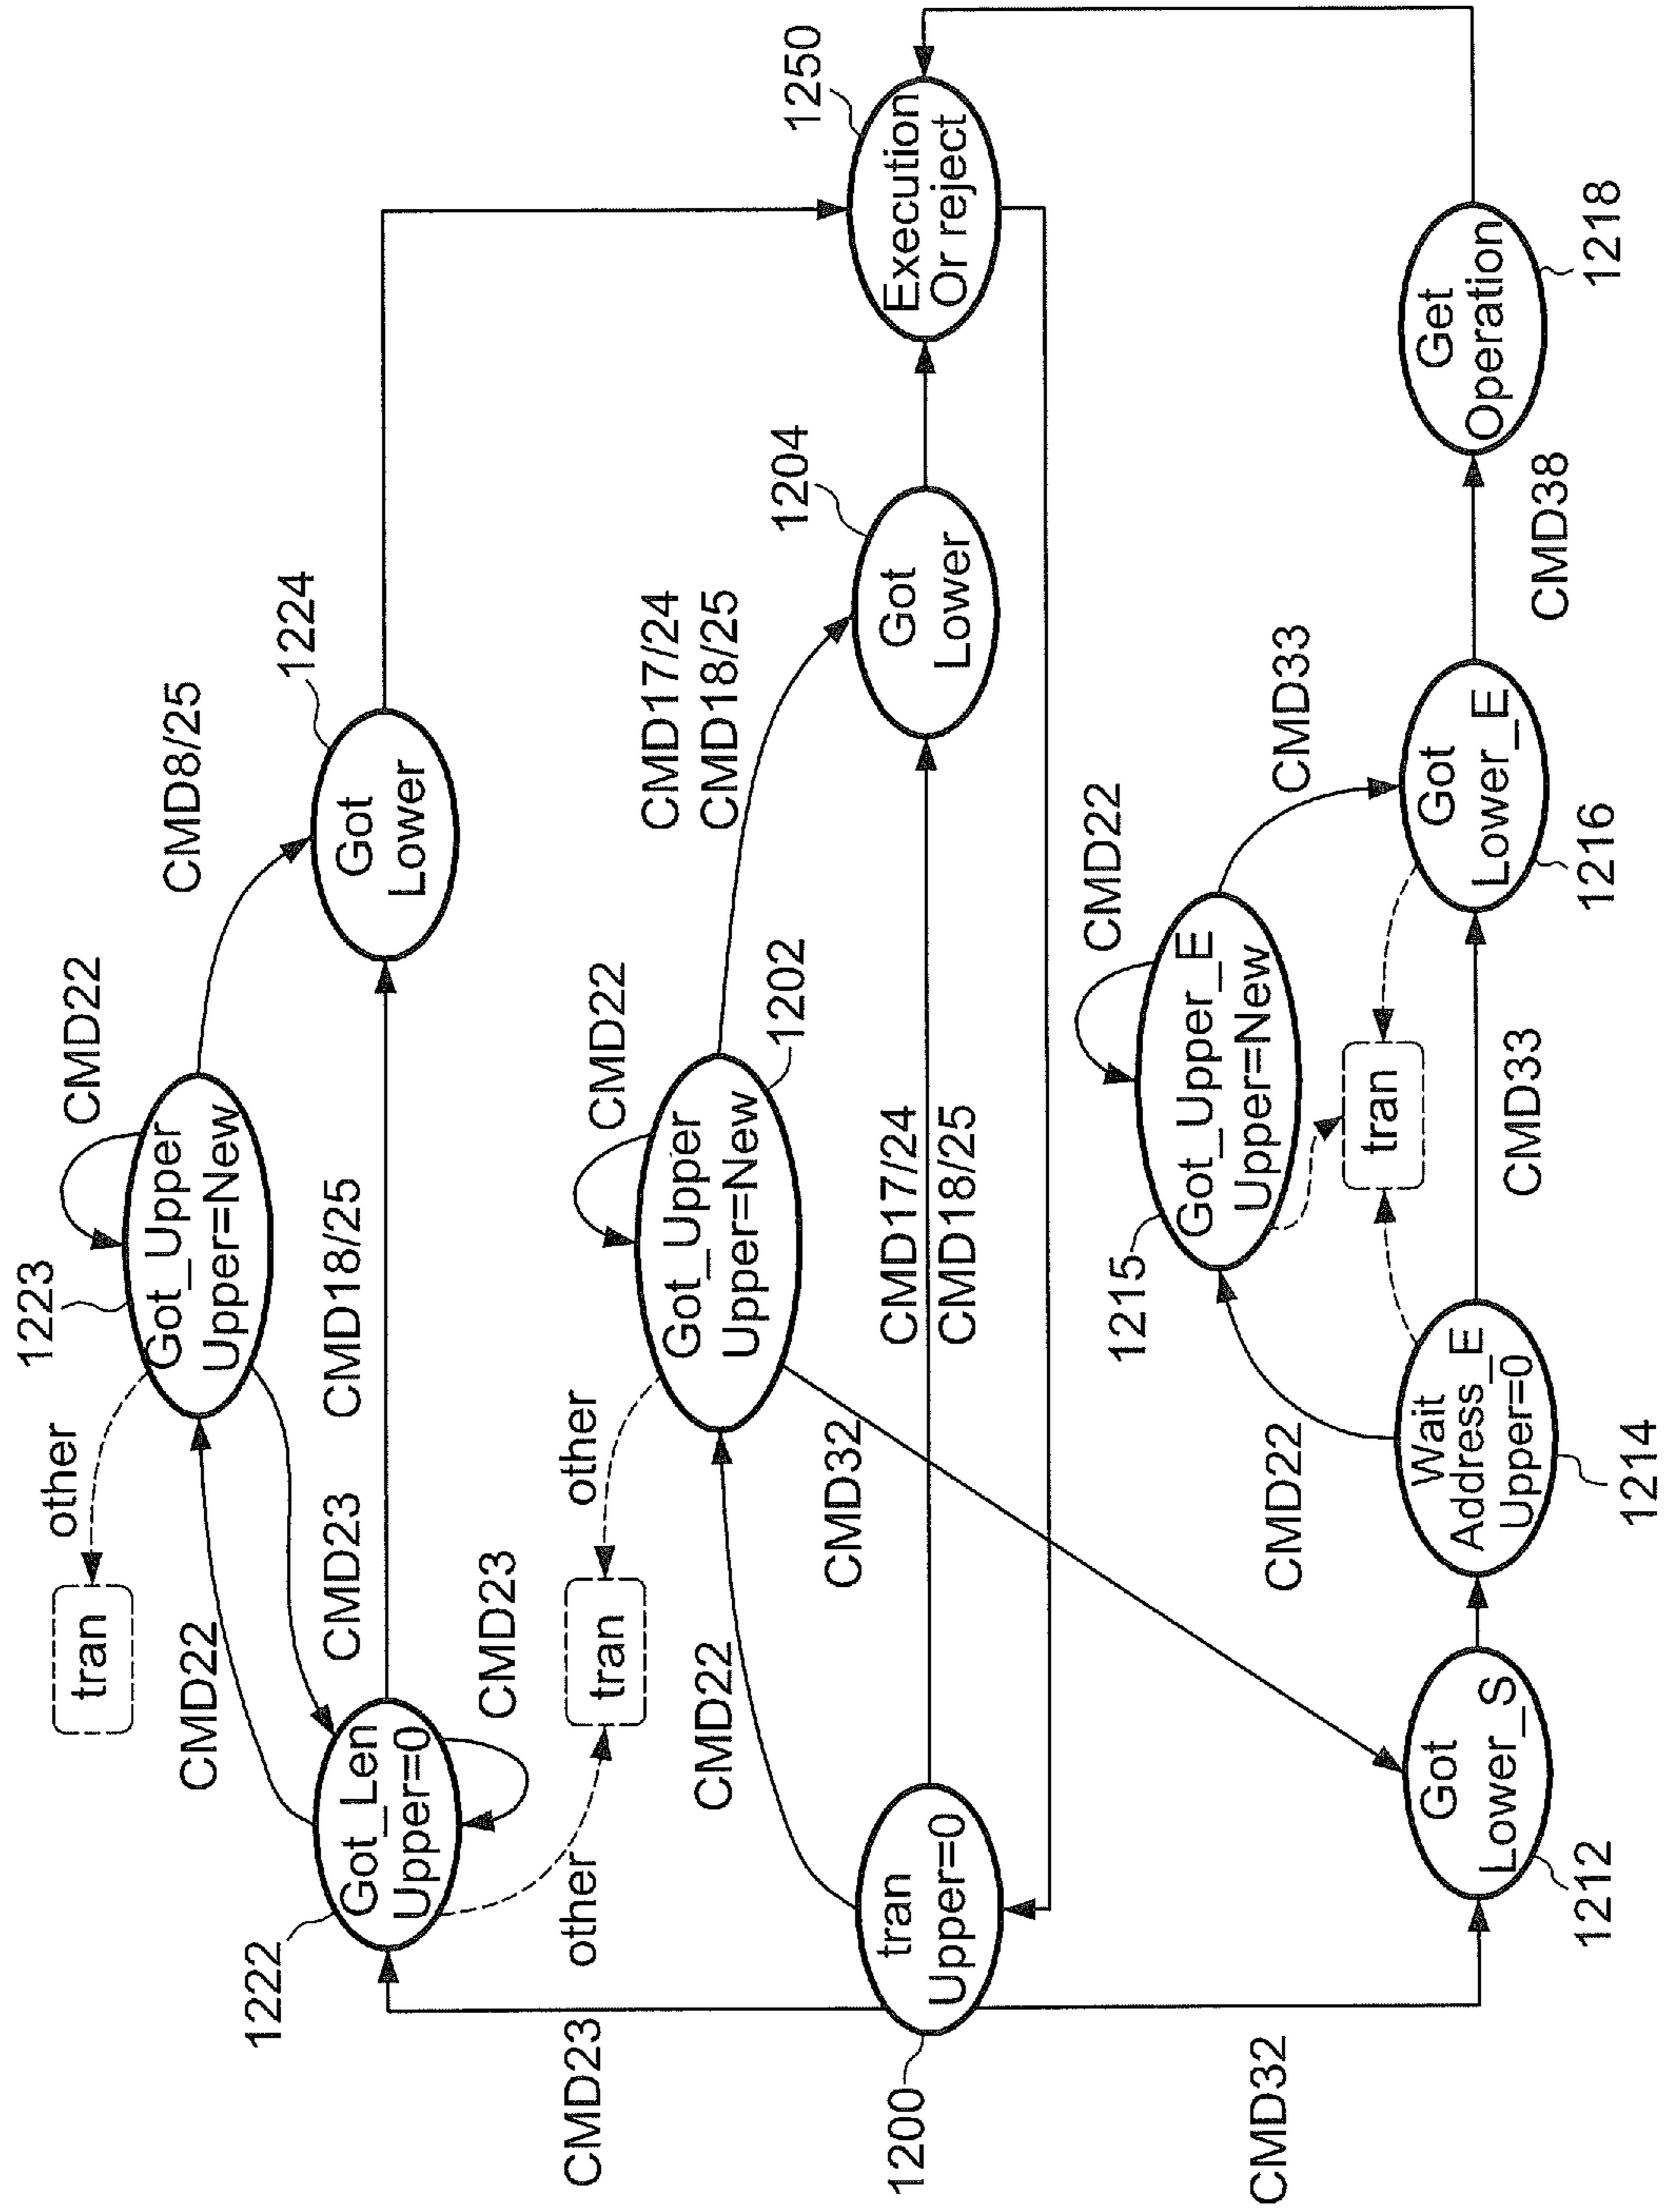 other
tran
1223
Got_Upper
Upper=New
CMD22
CMD8/25
CMD22
CMD23
CMD18/25
1224
Got
Lower
1222
Got_Len
Upper=0
CMD23
other
other
tran
CMD23
CMD22
Got_Upper
Upper=New
1202
CMD22
CMD17/24
CMD18/25
CMD32
1204
Got
Lower
1250
Execution
Or reject
CMD17/24
CMD18/25
tran
Upper=0
1200
CMD32
CMD22
1215
Got_Upper_E
Upper=New
CMD22
CMD33
tran
Got
Lower_S
1212
Wait
Address_E
Upper=0
1214
CMD33
Got
Lower_E
1216
CMD38
Get
Operation
1218